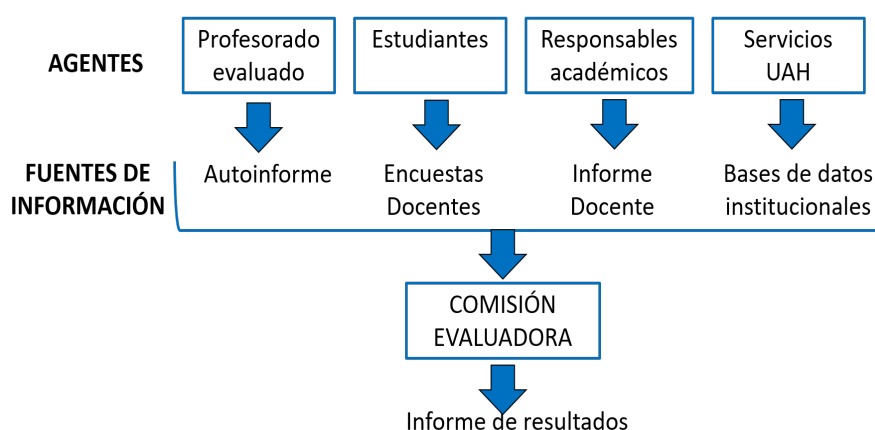 AGENTES
Profesorado
evaluado
Estudiantes
Responsables
académicos
Servicios
UAH
FUENTES DE
INFORMACIÓN
Autoinforme
Encuestas
Docentes
Informe
Docente
Bases de datos
institucionales
COMISIÓN
EVALUADORA
Informe de resultados